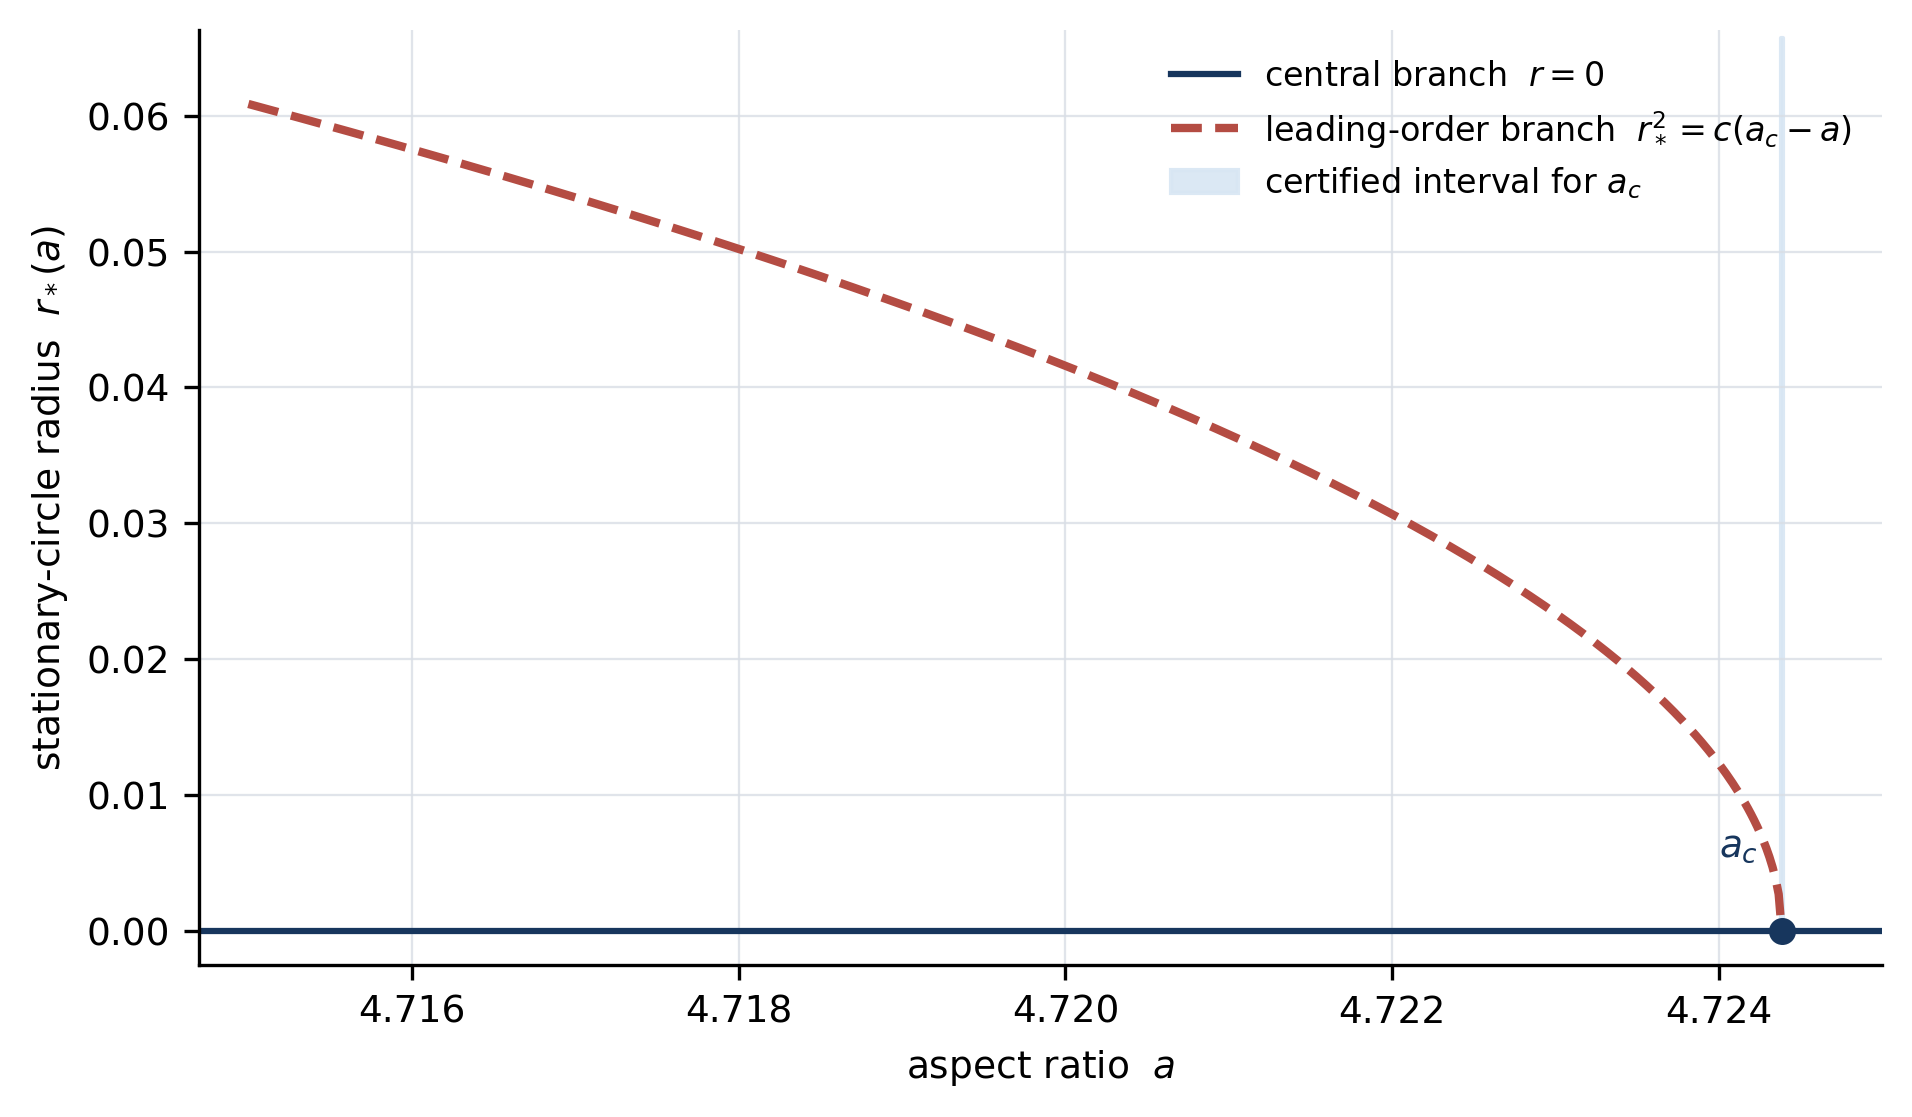 central branch r = 0
leading-order branch r_*^2 = c(a_c − a)
certified interval for a_c
stationary-circle radius r_*(a)
0.06
0.05
0.04
0.03
0.02
0.01
0.00
a_c
4.716 4.718 4.720 4.722 4.724
aspect ratio a